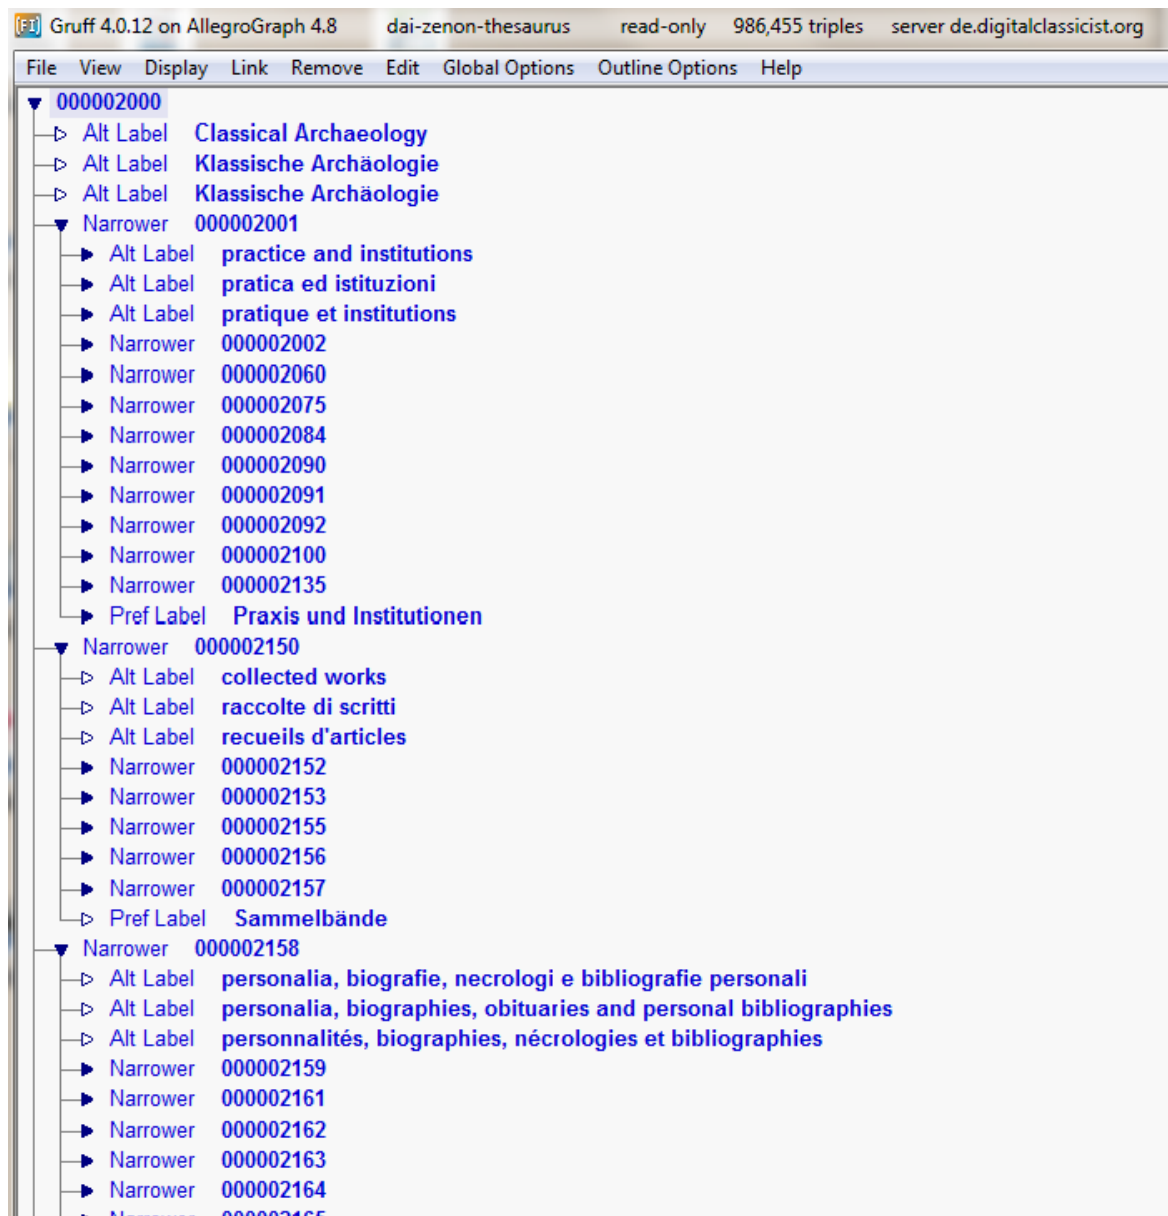 Gruff 4.0.12 on AllegroGraph 4.8 dai-zenon-thesaurus read-only 986,455 triples server de.digitalclassicist.org
File View Display Link Remove Edit Global Options Outline Options Help
000002000
Alt Label Classical Archaeology
Alt Label Klassische Archäologie
Alt Label Klassische Archäologie
Narrower 000002001
Alt Label practice and institutions
Alt Label pratica ed istituzioni
Alt Label pratique et institutions
Narrower 000002002
Narrower 000002060
Narrower 000002075
Narrower 000002084
Narrower 000002090
Narrower 000002091
Narrower 000002092
Narrower 000002100
Narrower 000002135
Pref Label Praxis und Institutionen
Narrower 000002150
Alt Label collected works
Alt Label raccolte di scritti
Alt Label recueils d'articles
Narrower 000002152
Narrower 000002153
Narrower 000002155
Narrower 000002156
Narrower 000002157
Pref Label Sammelbände
Narrower 000002158
Alt Label personalia, biografie, necrologi e bibliografie personali
Alt Label personalia, biographies, obituaries and personal bibliographies
Alt Label personnalités, biographies, nécrologies et bibliographies
Narrower 000002159
Narrower 000002161
Narrower 000002162
Narrower 000002163
Narrower 000002164
Narrower 000002165